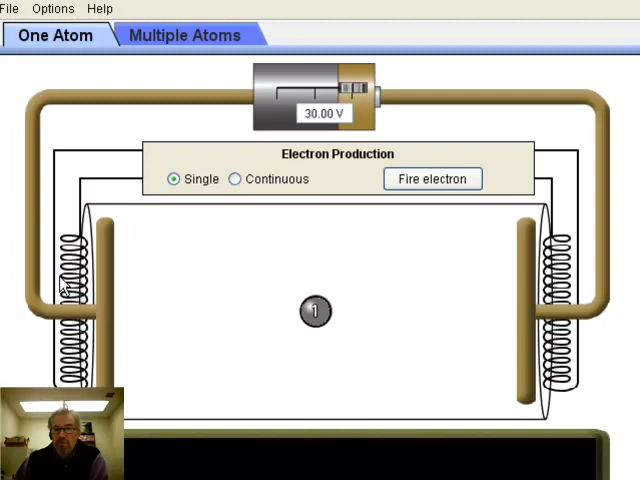 File Options Help
One Atom Multiple Atoms
30.00 V
Electron Production
Single Continuous Fire electron
1